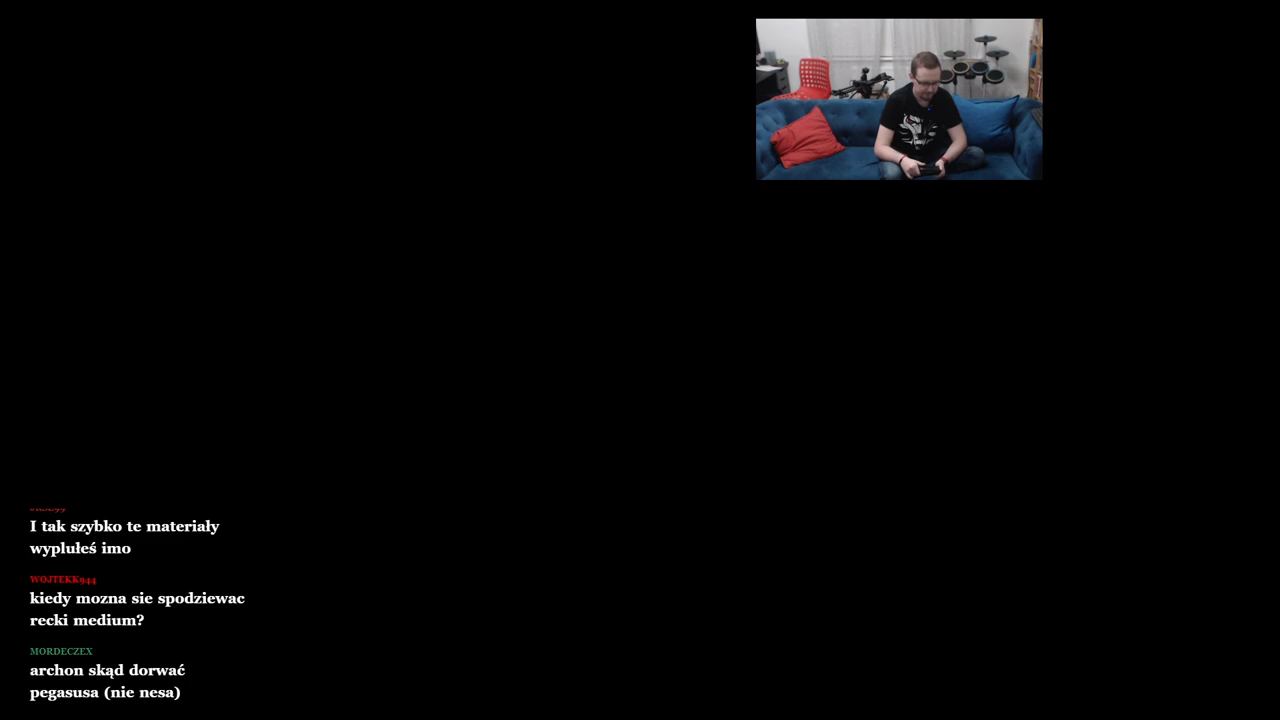 I tak szybko te materiały
wyplułeś imo
WOJTEKK944
kiedy mozna sie spodziewac
recki medium?
MORDECZEX
archon skąd dorwać
pegasusa (nie nesa)